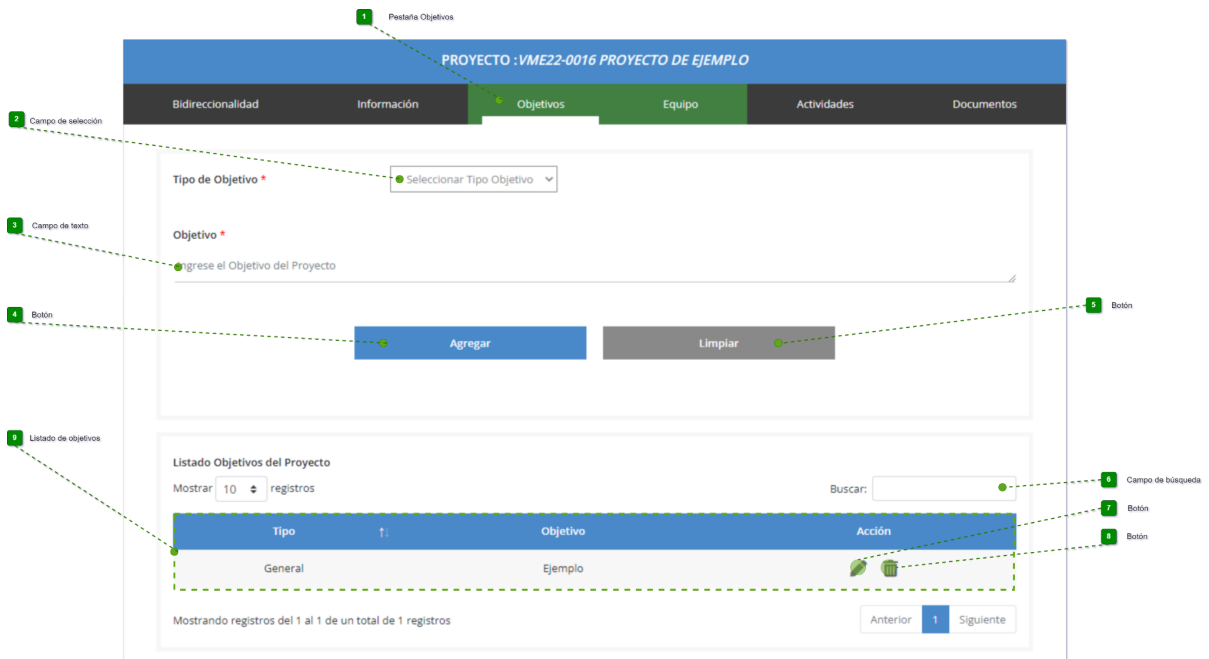 1 Pestaña Objetivos
PROYECTO : VME22-0016 PROYECTO DE EJEMPLO
Bidireccionalidad Información Objetivos Equipo Actividades Documentos
2 Campo de selección
Tipo de Objetivo * Seleccionar Tipo Objetivo
3 Campo de texto
Objetivo *
Ingrese el Objetivo del Proyecto
4 Botón
5 Botón
Agregar Limpiar
9 Listado de objetivos
Listado Objetivos del Proyecto
Mostrar 10 registros Buscar:
6 Campo de búsqueda
7 Botón
Tipo Objetivo Acción
8 Botón
General Ejemplo
Mostrando registros del 1 al 1 de un total de 1 registros Anterior 1 Siguiente